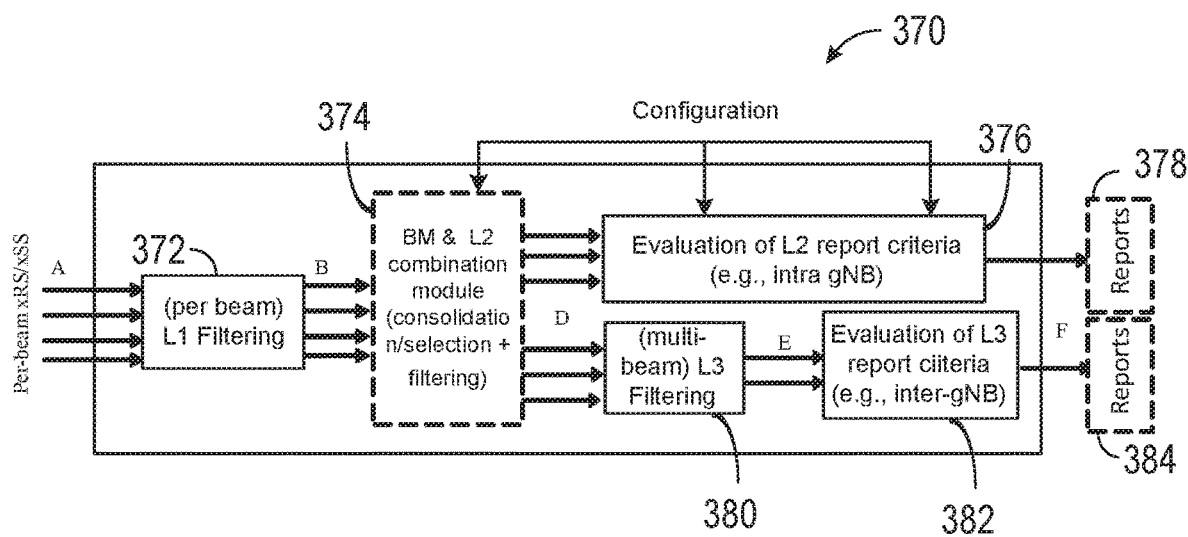 370
Configuration
374
376
378
Reports
A
372
B
(per beam)
L1 Filtering
Per-beam xRS/xSS
BM & L2
combination
module
(consolidatio
n/selection +
filtering)
Evaluation of L2 report criteria
(e.g., intra gNB)
D
(multi-
beam) L3
Filtering
E
Evaluation of L3
report ciiteria
(e.g., inter-gNB)
F
Reports
384
380
382